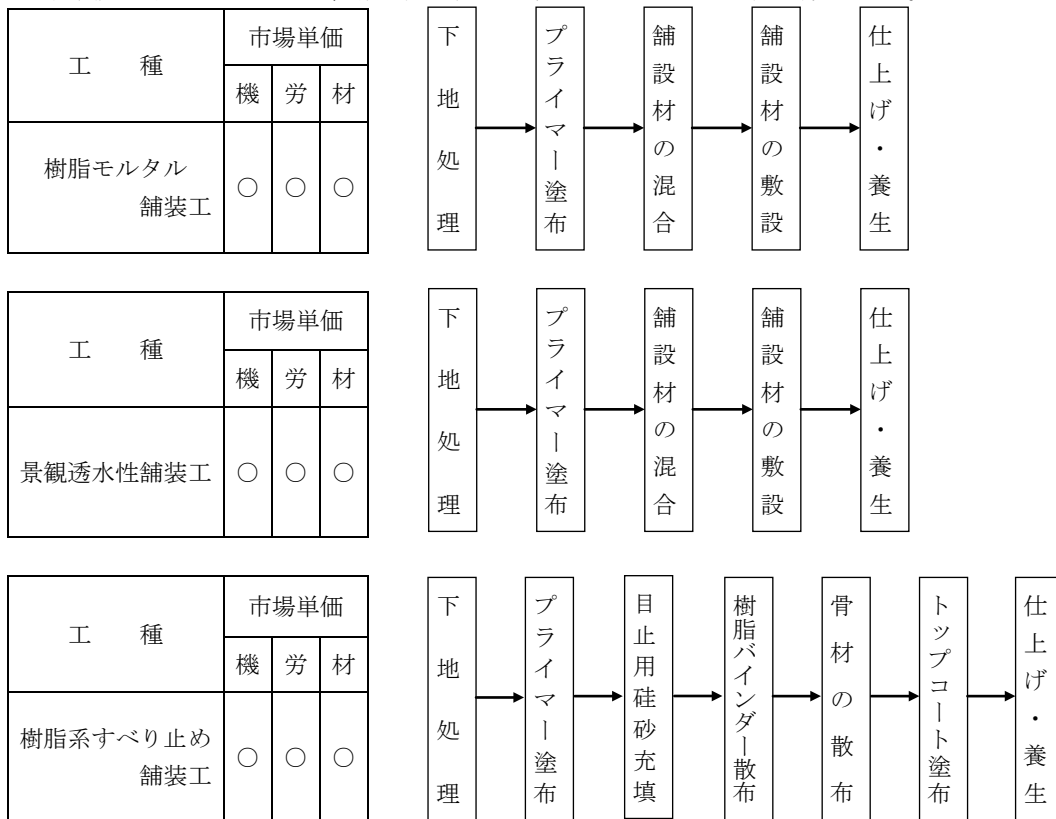 工 種
市場単価
機 労 材
樹脂モルタル
舗装工
○ ○ ○
下地処理
プライマー塗布
舗設材の混合
舗設材の敷設
仕上げ・養生
工 種
市場単価
機 労 材
景観透水性舗装工
○ ○ ○
下地処理
プライマー塗布
舗設材の混合
舗設材の敷設
仕上げ・養生
工 種
市場単価
機 労 材
樹脂系すべり止め
舗装工
○ ○ ○
下地処理
プライマー塗布
目止用硅砂充填
樹脂バインダー散布
骨材の散布
トップコート塗布
仕上げ・養生